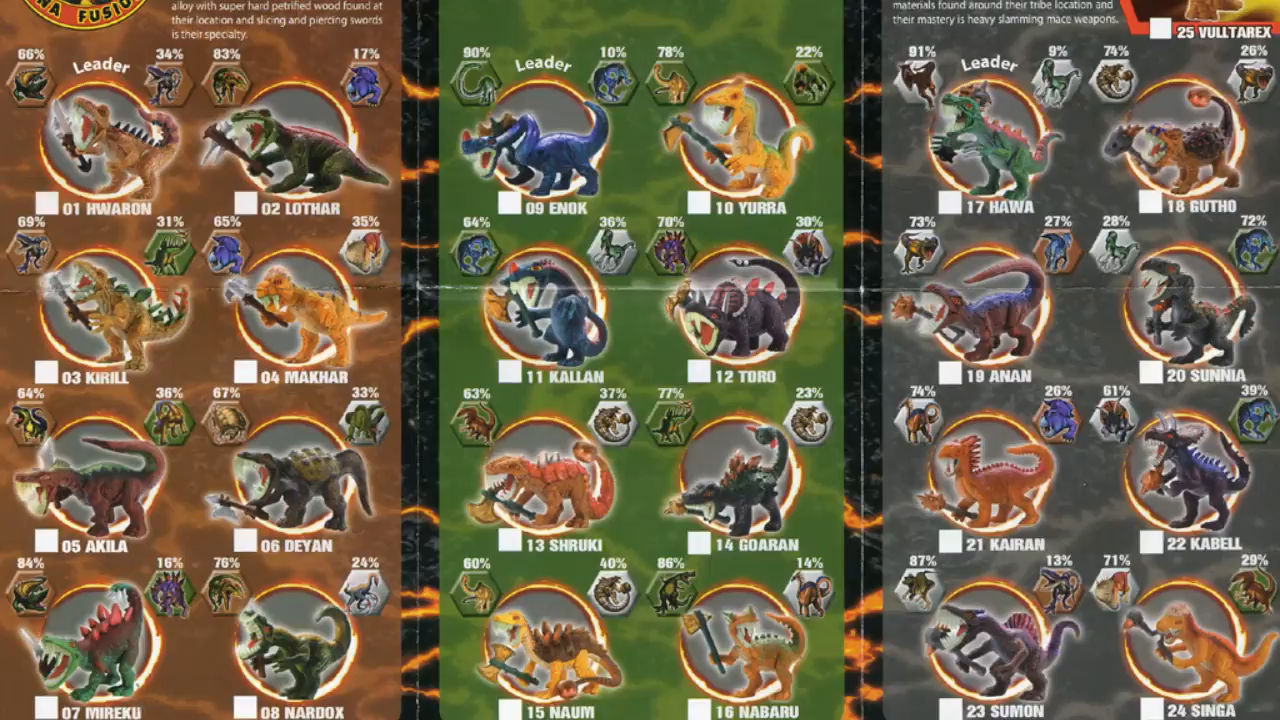 NA FUSION
alloy with super hard petrified wood found at
their location and slicing and piercing swords
is their specialty.
66% Leader 34% 83% 17%
01 HWARON 02 LOTHAR
69% 31% 65% 35%
03 KIRILL 04 MAKHAR
64% 36% 67% 33%
05 AKILA 06 DEYAN
84% 16% 76% 24%
07 MIREKU 08 NARDOX
90% Leader 10% 78% 22%
09 ENOK 10 YURRA
64% 36% 70% 30%
11 KALLAN 12 TORO
63% 37% 77% 23%
13 SHRUKI 14 GOARAN
60% 40% 86% 14%
15 NAUM 16 NABARU
materials found around their tribe location and
their mastery is heavy slamming mace weapons.
25 VULLTAREX
91% Leader 9% 74% 26%
17 HAWA 18 GUTHO
73% 27% 28% 72%
19 ANAN 20 SUNNIA
74% 26% 61% 39%
21 KAIRAN 22 KABELL
87% 13% 71% 29%
23 SUMON 24 SINGA